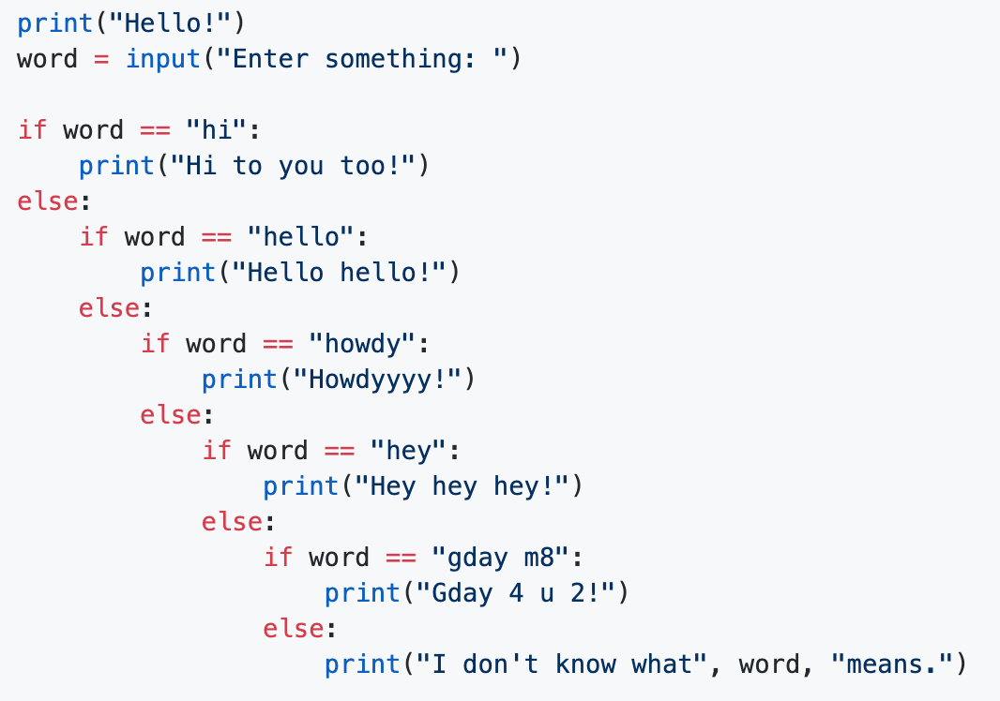 print("Hello!")
word = input("Enter something: ")

if word == "hi":
    print("Hi to you too!")
else:
    if word == "hello":
        print("Hello hello!")
    else:
        if word == "howdy":
            print("Howdyyyy!")
        else:
            if word == "hey":
                print("Hey hey hey!")
            else:
                if word == "gday m8":
                    print("Gday 4 u 2!")
                else:
                    print("I don't know what", word, "means.")